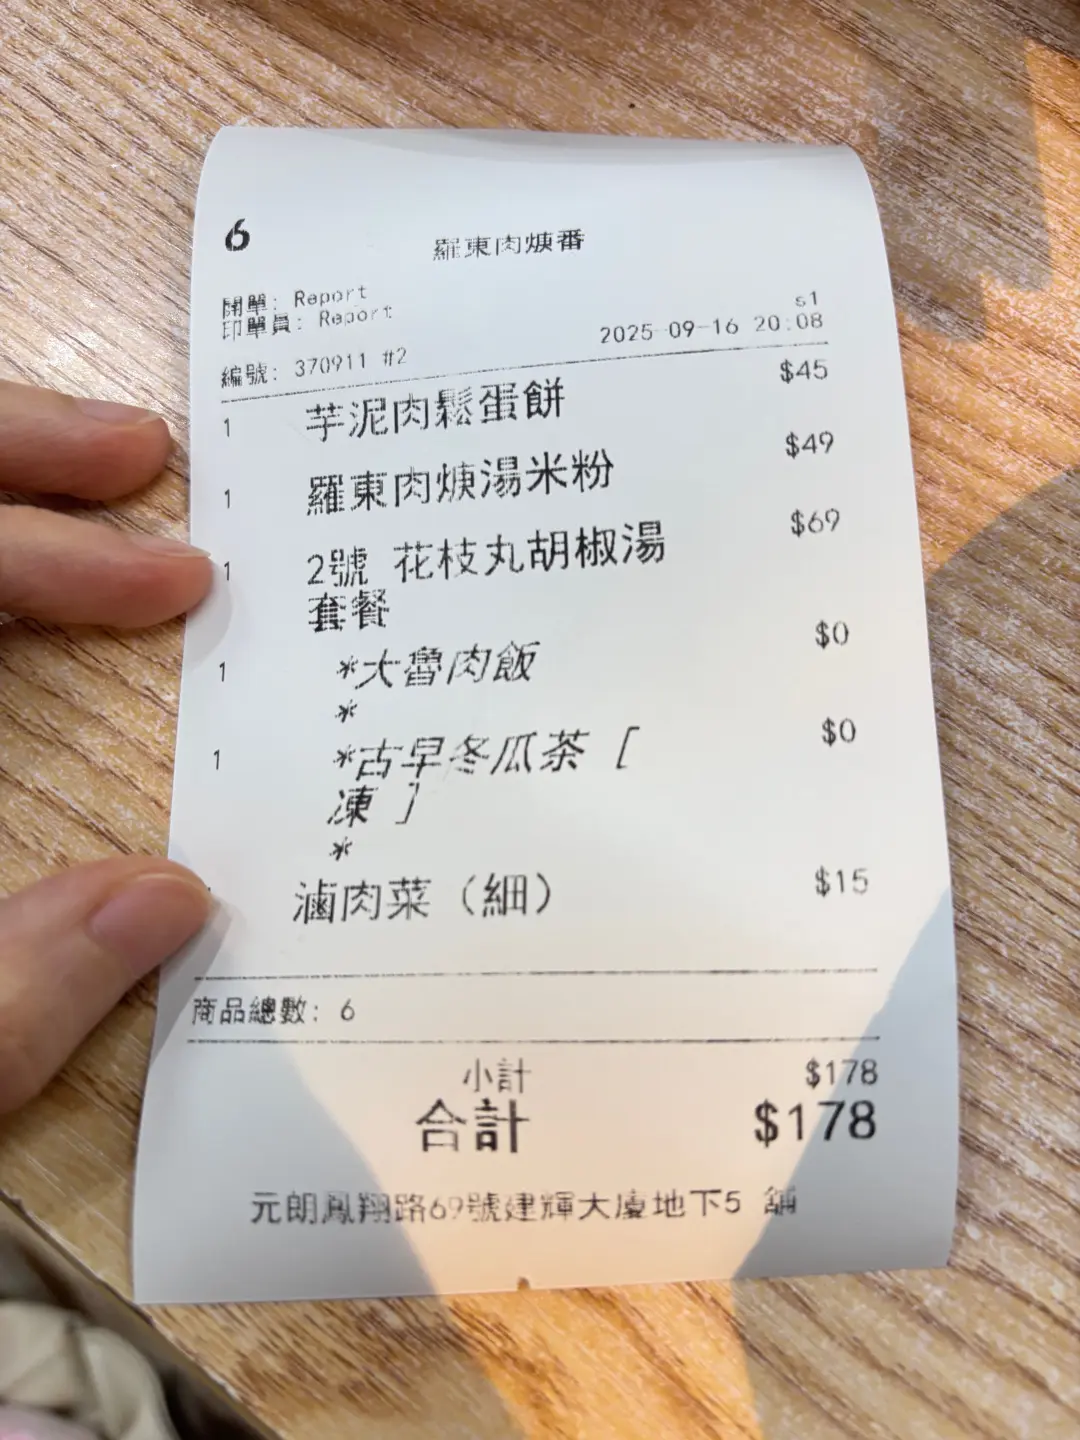 6
羅東肉焿番
開單: Report
印單員: Report
s1
編號: 370911 #2 2025-09-16 20:08
1 芋泥肉鬆蛋餅 $45
1 羅東肉焿湯米粉 $49
1 2號 花枝丸胡椒湯 $69
套餐
1 *大魯肉飯 $0
*
1 *古早冬瓜茶 [ $0
凍 ]
*
滷肉菜 (細) $15
商品總數: 6
小計 $178
合計 $178
元朗鳳翔路69號建輝大廈地下5 舖